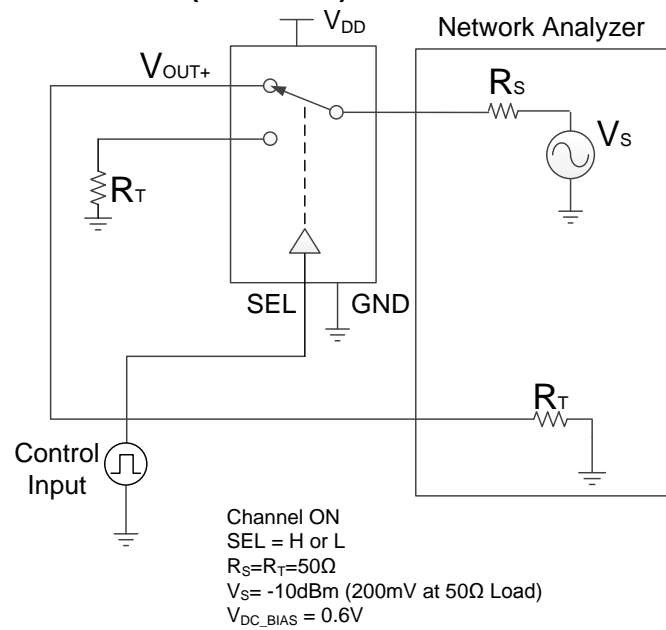 V_DD
Network Analyzer
V_OUT+
R_S
V_S
R_T
SEL
GND
R_T
Control
Input
Channel ON
SEL = H or L
R_S=R_T=50Ω
V_S= -10dBm (200mV at 50Ω Load)
V_DC_BIAS = 0.6V